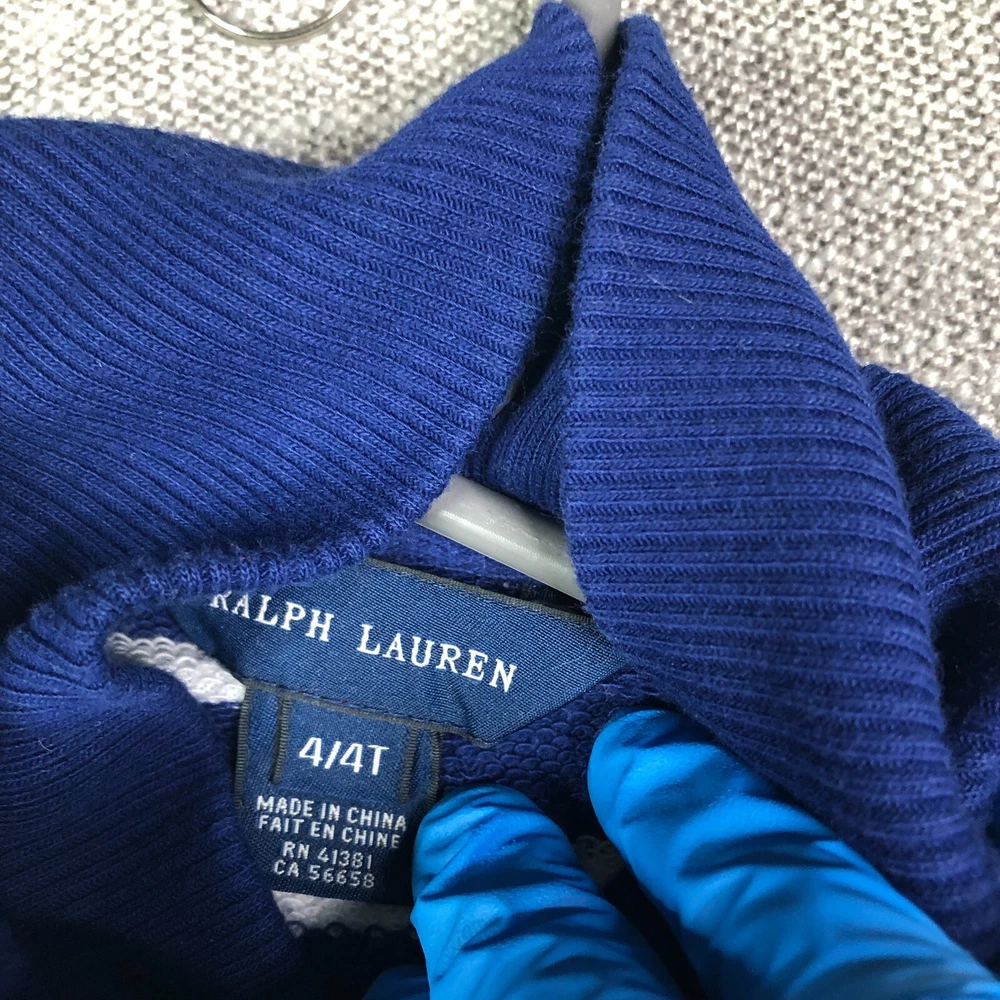 RALPH LAUREN
4/4T
MADE IN CHINA
FAIT EN CHINE
RN 41381
CA 56658